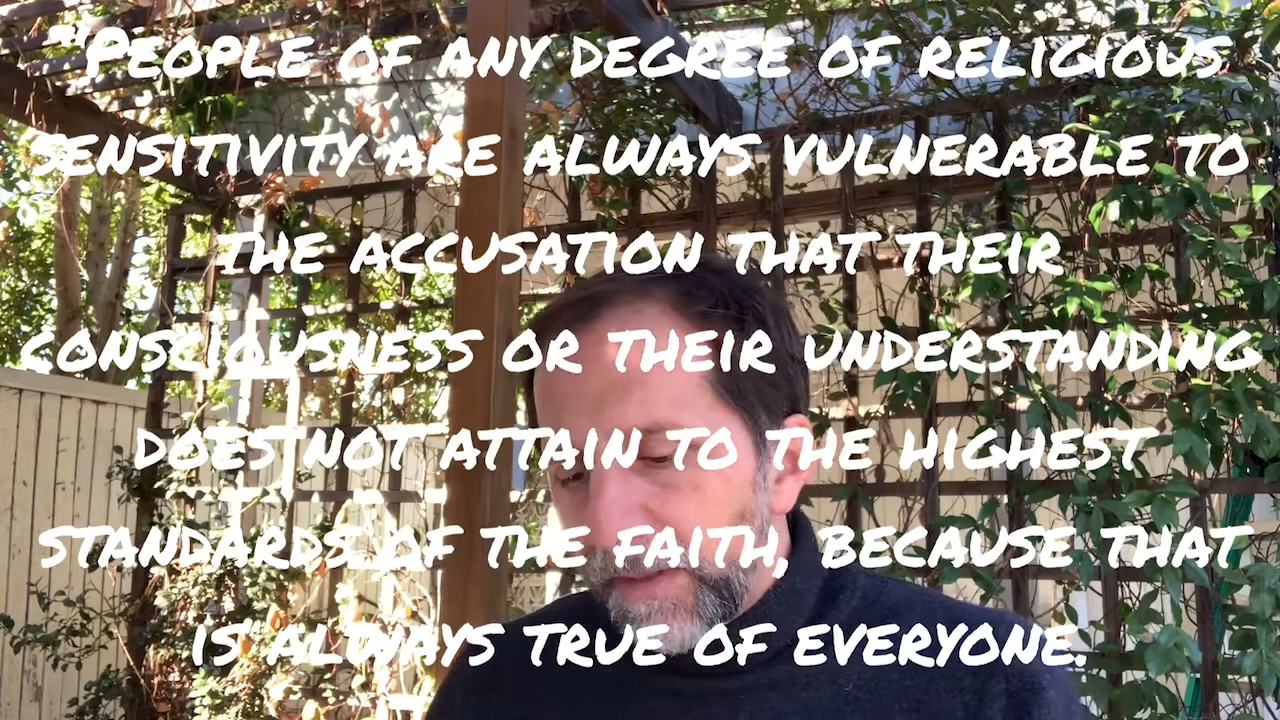 "People of any degree of religious
sensitivity are always vulnerable to
the accusation that their
consciousness or their understanding
does not attain to the highest
standards of the faith, because that
is always true of everyone.